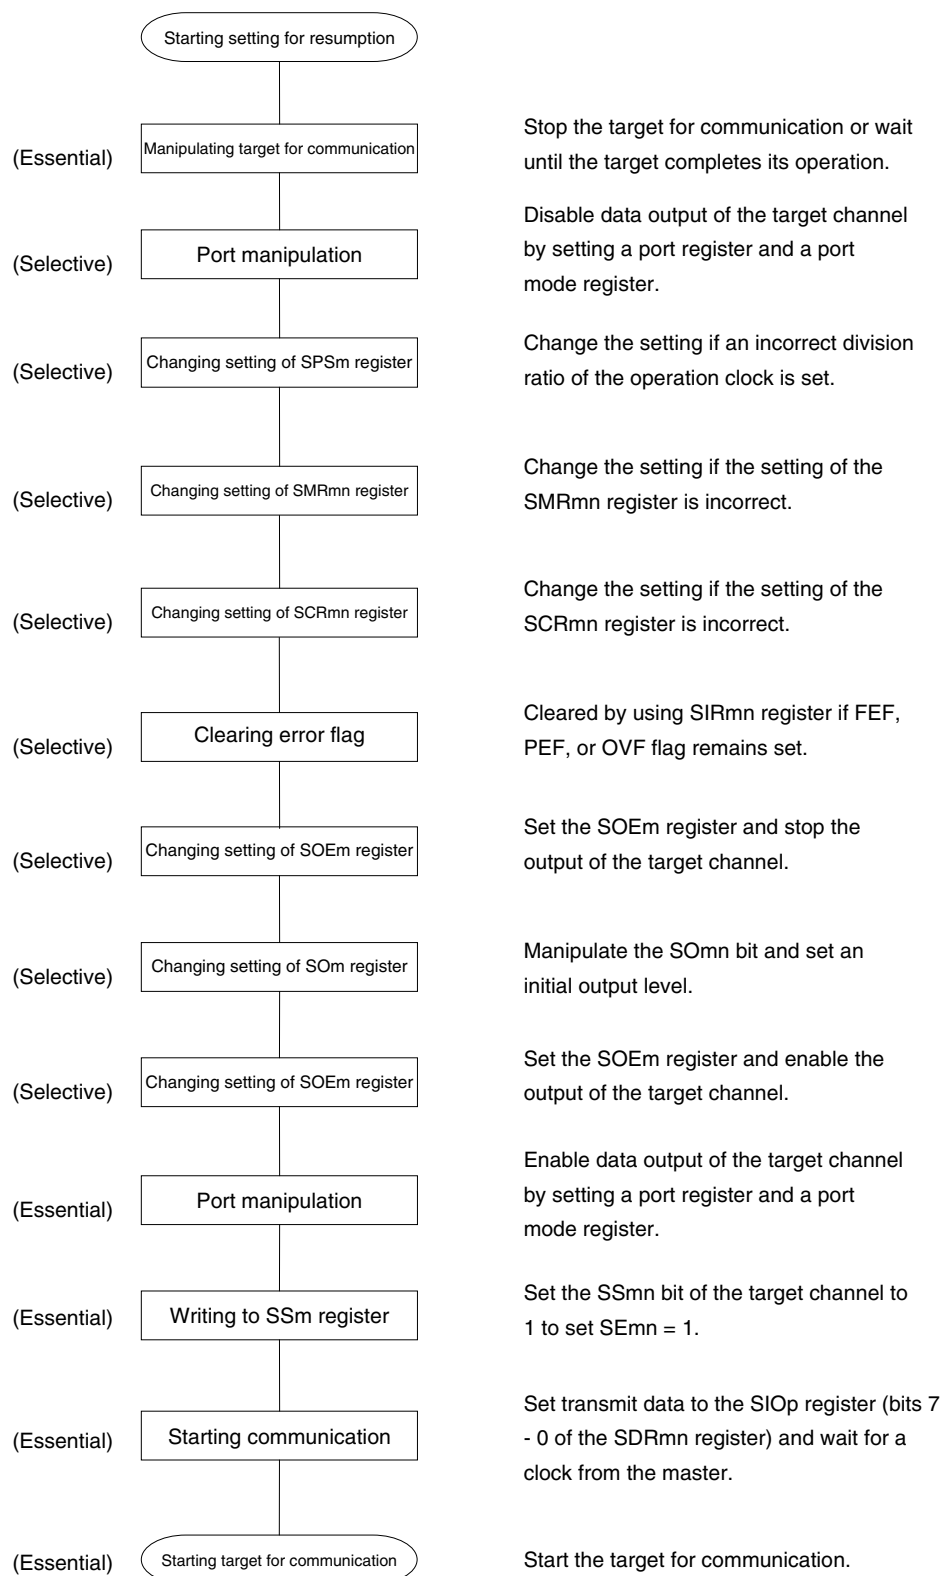 Starting setting for resumption
(Essential)
Manipulating target for communication
Stop the target for communication or wait
until the target completes its operation.
(Selective)
Port manipulation
Disable data output of the target channel
by setting a port register and a port
mode register.
(Selective)
Changing setting of SPSm register
Change the setting if an incorrect division
ratio of the operation clock is set.
(Selective)
Changing setting of SMRmn register
Change the setting if the setting of the
SMRmn register is incorrect.
(Selective)
Changing setting of SCRmn register
Change the setting if the setting of the
SCRmn register is incorrect.
(Selective)
Clearing error flag
Cleared by using SIRmn register if FEF,
PEF, or OVF flag remains set.
(Selective)
Changing setting of SOEm register
Set the SOEm register and stop the
output of the target channel.
(Selective)
Changing setting of SOm register
Manipulate the SOmn bit and set an
initial output level.
(Selective)
Changing setting of SOEm register
Set the SOEm register and enable the
output of the target channel.
(Essential)
Port manipulation
Enable data output of the target channel
by setting a port register and a port
mode register.
(Essential)
Writing to SSm register
Set the SSmn bit of the target channel to
1 to set SEmn = 1.
(Essential)
Starting communication
Set transmit data to the SIOp register (bits 7
- 0 of the SDRmn register) and wait for a
clock from the master.
(Essential)
Starting target for communication
Start the target for communication.